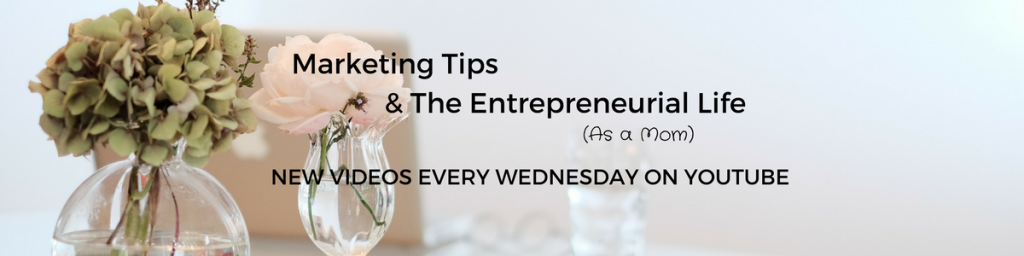 Marketing Tips
& The Entrepreneurial Life
(As a Mom)
NEW VIDEOS EVERY WEDNESDAY ON YOUTUBE